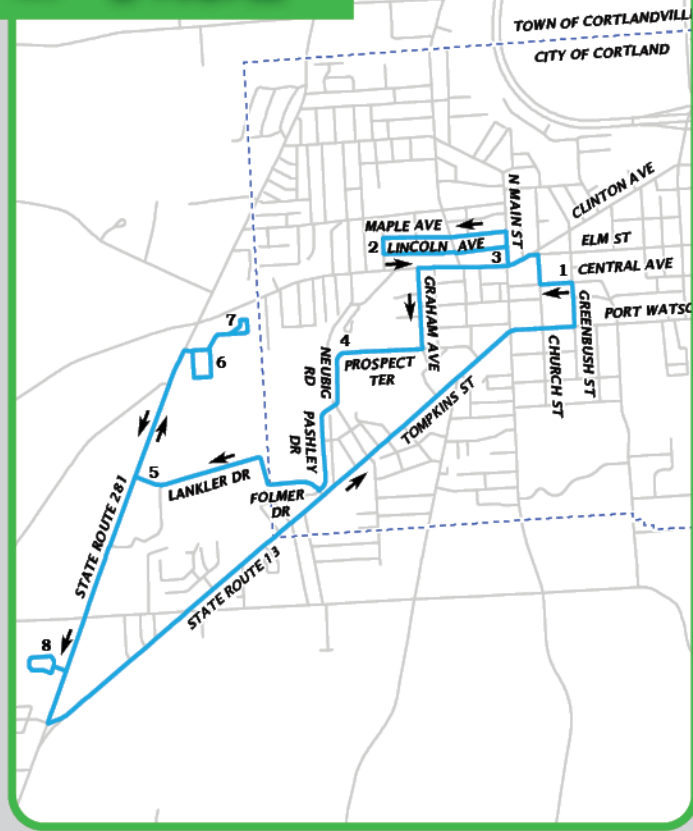 TOWN OF CORTLANDVILL
CITY OF CORTLAND
N MAIN ST
CLINTON AVE
MAPLE AVE
2 LINCOLN AVE
ELM ST
3
1 CENTRAL AVE
GRAHAM AVE
GREENBUSH ST
PORT WATSO
7
6
4
NEUBIG
RD
PROSPECT
TER
CHURCH ST
TOMPKINS ST
PASHLEY
DR
5
LANKLER DR
FOLMER
DR
STATE ROUTE 281
STATE ROUTE 13
8